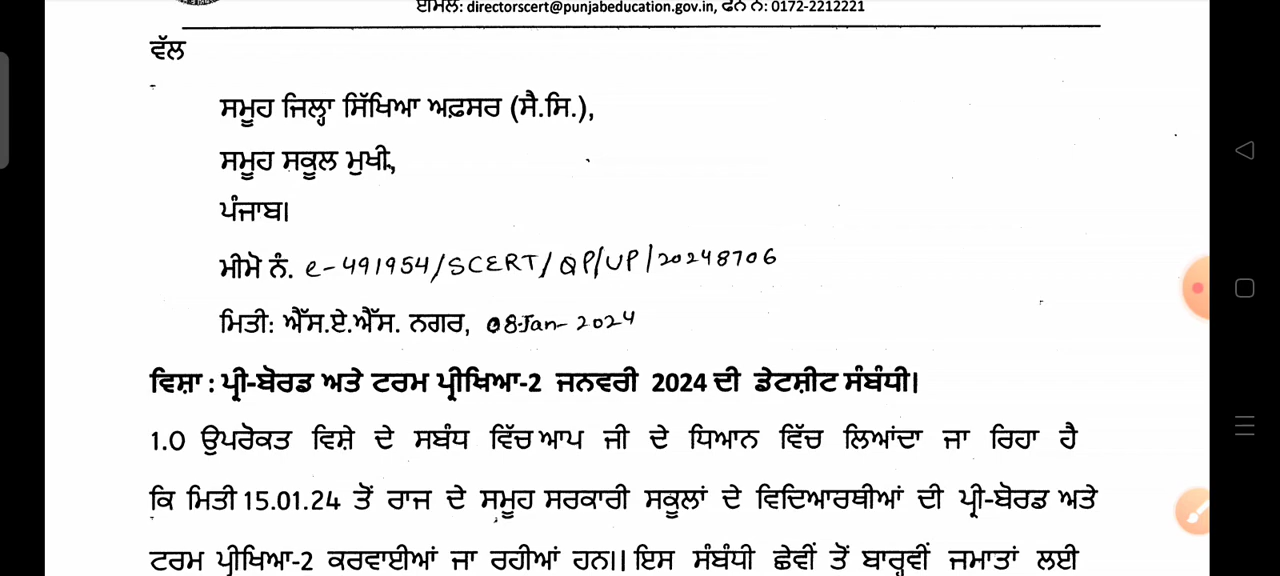 ਈਮੇਲ: directorscert@punjabeducation.gov.in, ਫੋਨ ਨੰ: 0172-2212221
ਵੱਲ
ਸਮੂਹ ਜਿਲ੍ਹਾ ਸਿੱਖਿਆ ਅਫ਼ਸਰ (ਸੈ.ਸਿ.),
ਸਮੂਹ ਸਕੂਲ ਮੁਖੀ,
ਪੰਜਾਬ।
ਮੀਮੋ ਨੰ. e-491954/SCERT/QP/UP/20248706
ਮਿਤੀ: ਐੱਸ.ਏ.ਐੱਸ. ਨਗਰ, 08-Jan-2024
ਵਿਸ਼ਾ : ਪ੍ਰੀ-ਬੋਰਡ ਅਤੇ ਟਰਮ ਪ੍ਰੀਖਿਆ-2 ਜਨਵਰੀ 2024 ਦੀ ਡੇਟਸ਼ੀਟ ਸੰਬੰਧੀ।
1.0 ਉਪਰੋਕਤ ਵਿਸ਼ੇ ਦੇ ਸਬੰਧ ਵਿੱਚ ਆਪ ਜੀ ਦੇ ਧਿਆਨ ਵਿੱਚ ਲਿਆਂਦਾ ਜਾ ਰਿਹਾ ਹੈ
ਕਿ ਮਿਤੀ 15.01.24 ਤੋਂ ਰਾਜ ਦੇ ਸਮੂਹ ਸਰਕਾਰੀ ਸਕੂਲਾਂ ਦੇ ਵਿਦਿਆਰਥੀਆਂ ਦੀ ਪ੍ਰੀ-ਬੋਰਡ ਅਤੇ
ਟਰਮ ਪ੍ਰੀਖਿਆ-2 ਕਰਵਾਈਆਂ ਜਾ ਰਹੀਆਂ ਹਨ।। ਇਸ ਸੰਬੰਧੀ ਛੇਵੀਂ ਤੋਂ ਬਾਰ੍ਹਵੀਂ ਜਮਾਤਾਂ ਲਈ